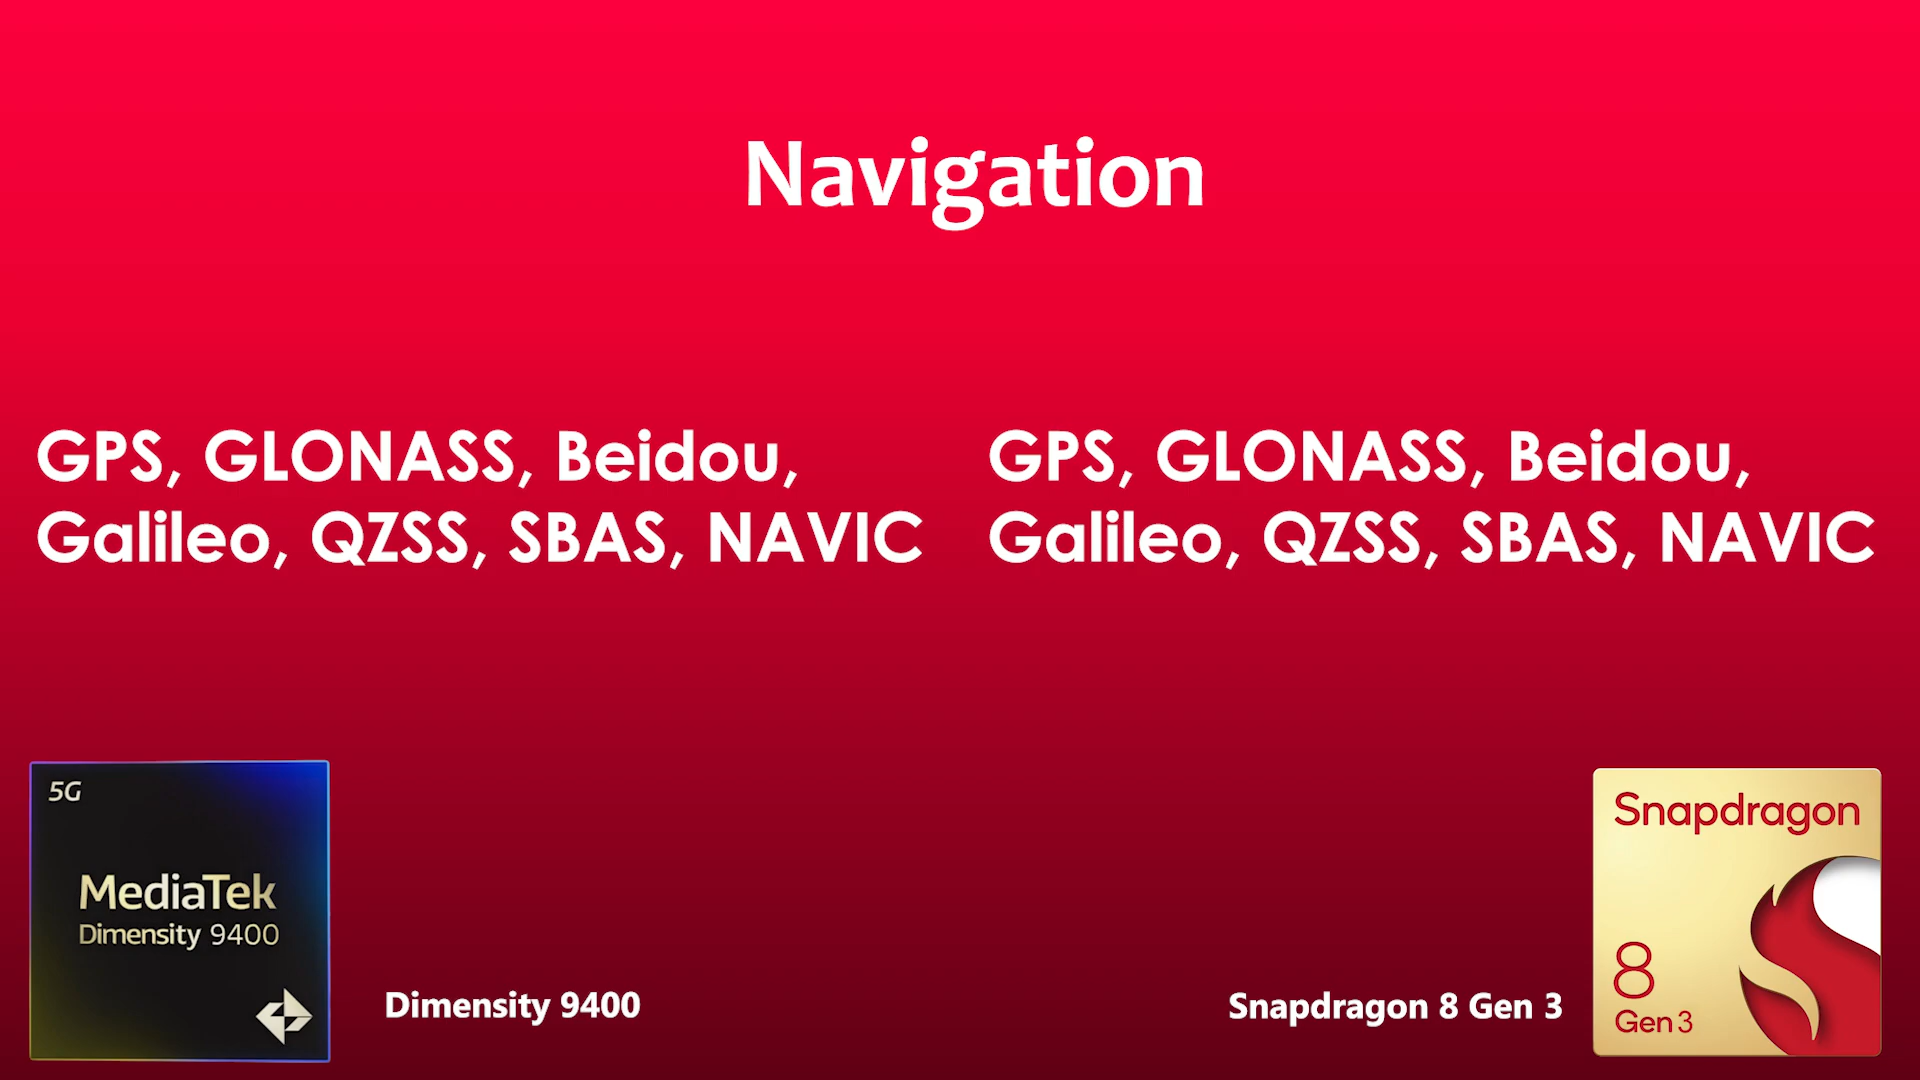 Navigation
GPS, GLONASS, Beidou,
Galileo, QZSS, SBAS, NAVIC
GPS, GLONASS, Beidou,
Galileo, QZSS, SBAS, NAVIC
5G
MediaTek
Dimensity 9400
Dimensity 9400
Snapdragon 8 Gen 3
Snapdragon
8
Gen 3